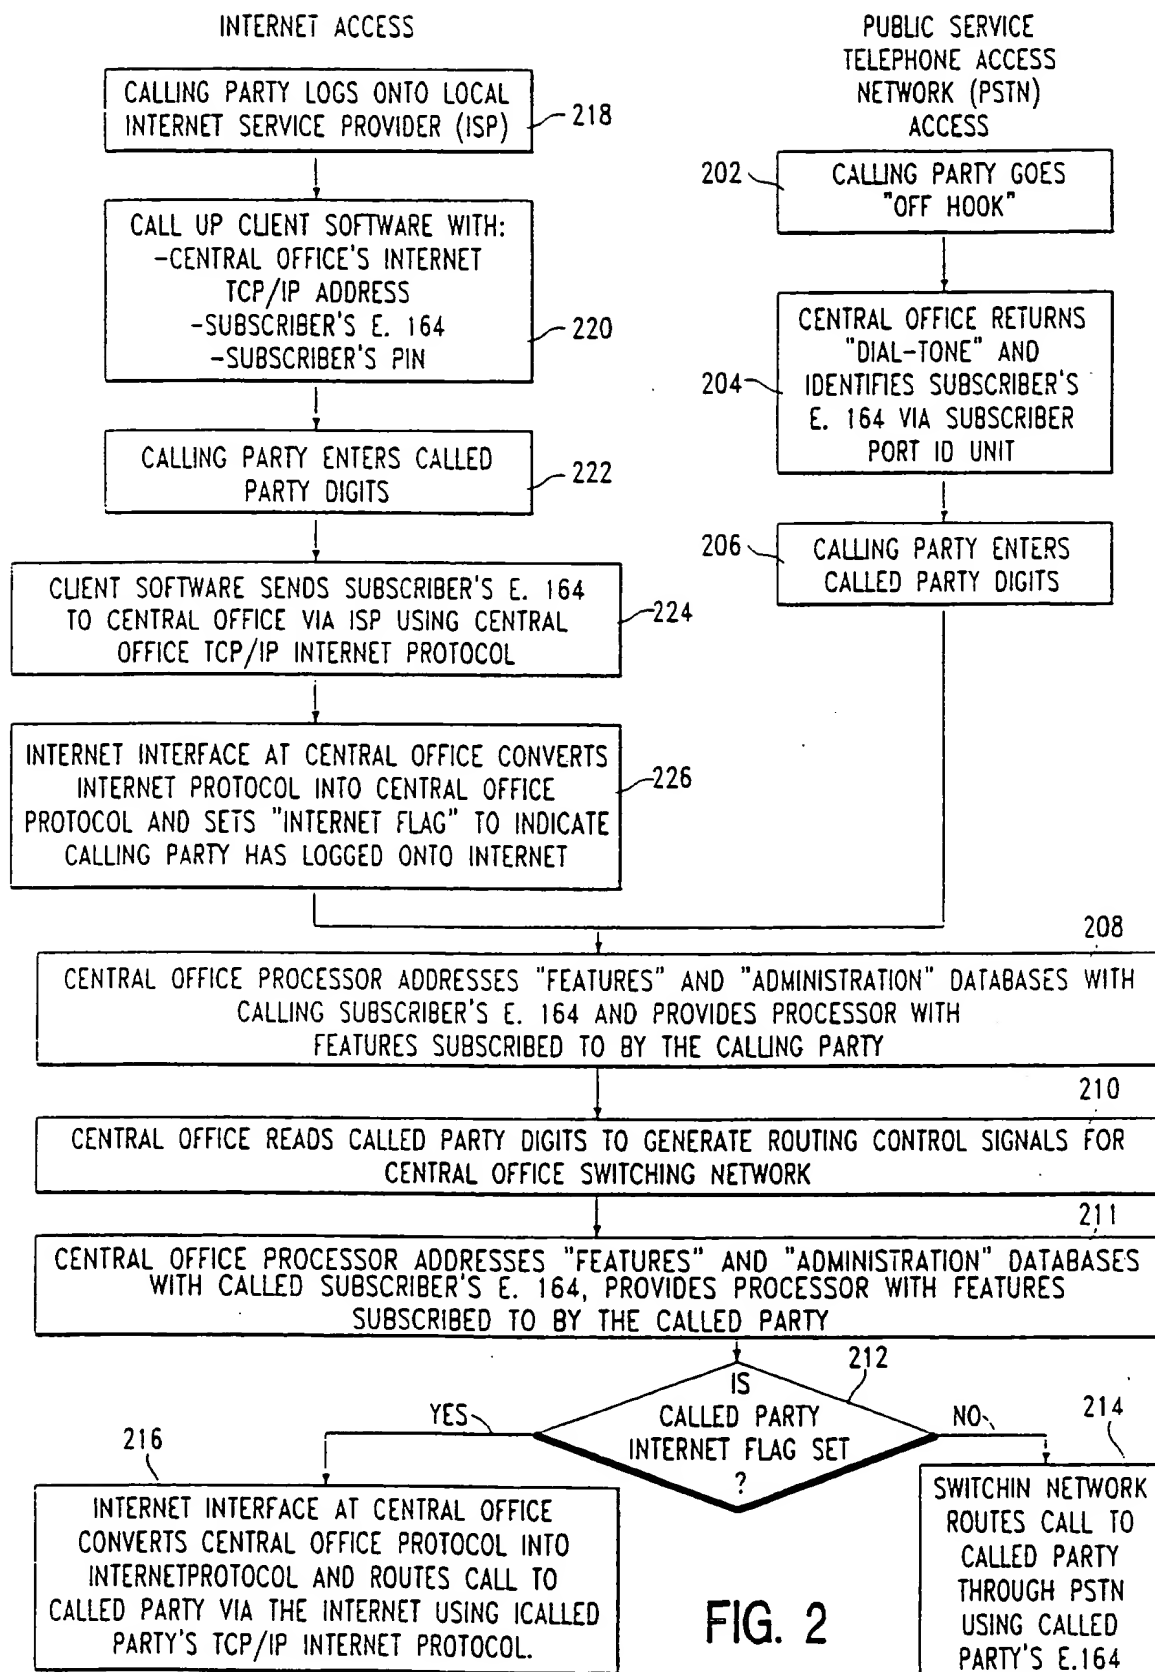 INTERNET ACCESS
CALLING PARTY LOGS ONTO LOCAL
INTERNET SERVICE PROVIDER (ISP)
218
CALL UP CLIENT SOFTWARE WITH:
-CENTRAL OFFICE'S INTERNET
TCP/IP ADDRESS
-SUBSCRIBER'S E. 164
-SUBSCRIBER'S PIN
220
CALLING PARTY ENTERS CALLED
PARTY DIGITS
222
CLIENT SOFTWARE SENDS SUBSCRIBER'S E. 164
TO CENTRAL OFFICE VIA ISP USING CENTRAL
OFFICE TCP/IP INTERNET PROTOCOL
224
INTERNET INTERFACE AT CENTRAL OFFICE CONVERTS
INTERNET PROTOCOL INTO CENTRAL OFFICE
PROTOCOL AND SETS "INTERNET FLAG" TO INDICATE
CALLING PARTY HAS LOGGED ONTO INTERNET
226
PUBLIC SERVICE
TELEPHONE ACCESS
NETWORK (PSTN)
ACCESS
202
CALLING PARTY GOES
"OFF HOOK"
204
CENTRAL OFFICE RETURNS
"DIAL-TONE" AND
IDENTIFIES SUBSCRIBER'S
E. 164 VIA SUBSCRIBER
PORT ID UNIT
206
CALLING PARTY ENTERS
CALLED PARTY DIGITS
208
CENTRAL OFFICE PROCESSOR ADDRESSES "FEATURES" AND "ADMINISTRATION" DATABASES WITH
CALLING SUBSCRIBER'S E. 164 AND PROVIDES PROCESSOR WITH
FEATURES SUBSCRIBED TO BY THE CALLING PARTY
210
CENTRAL OFFICE READS CALLED PARTY DIGITS TO GENERATE ROUTING CONTROL SIGNALS FOR
CENTRAL OFFICE SWITCHING NETWORK
211
CENTRAL OFFICE PROCESSOR ADDRESSES "FEATURES" AND "ADMINISTRATION" DATABASES
WITH CALLED SUBSCRIBER'S E. 164, PROVIDES PROCESSOR WITH FEATURES
SUBSCRIBED TO BY THE CALLED PARTY
212
IS
CALLED PARTY
INTERNET FLAG SET
?
YES
NO
216
INTERNET INTERFACE AT CENTRAL OFFICE
CONVERTS CENTRAL OFFICE PROTOCOL INTO
INTERNETPROTOCOL AND ROUTES CALL TO
CALLED PARTY VIA THE INTERNET USING ICALLED
PARTY'S TCP/IP INTERNET PROTOCOL.
214
SWITCHIN NETWORK
ROUTES CALL TO
CALLED PARTY
THROUGH PSTN
USING CALLED
PARTY'S E.164
FIG. 2